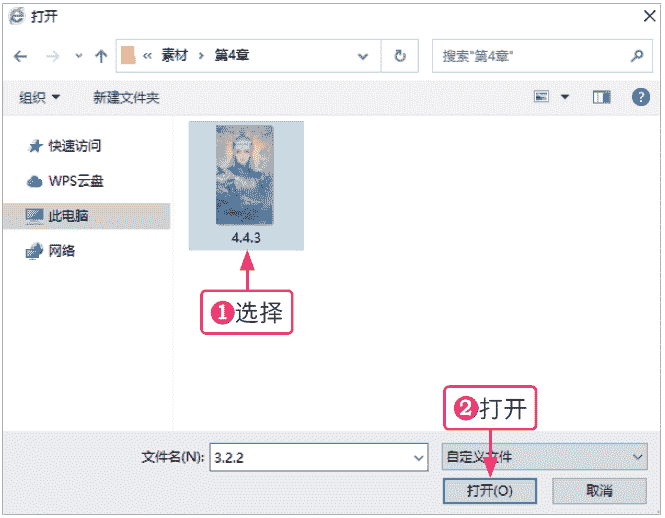 打开
« 素材 › 第4章
搜索"第4章"
组织
新建文件夹
快速访问
WPS云盘
此电脑
网络
4.4.3
❶选择
❷打开
文件名(N):
3.2.2
自定义文件
打开(O)
取消